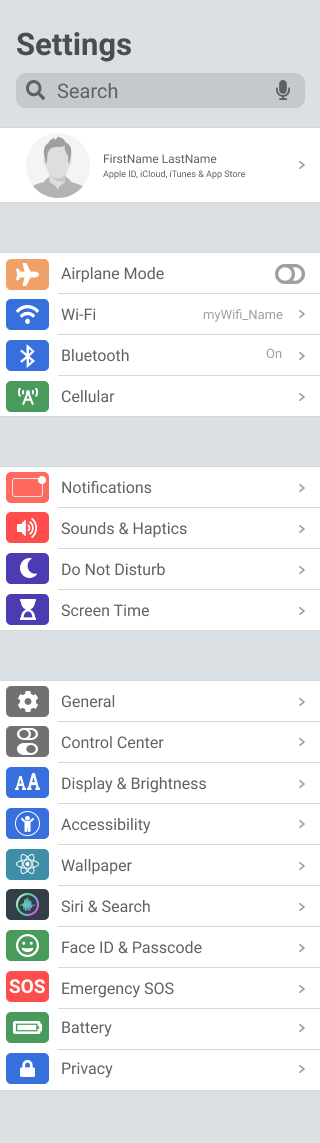 Settings
Search
FirstName LastName
Apple ID, iCloud, iTunes & App Store
Airplane Mode
Wi-Fi myWifi_Name
Bluetooth On
Cellular
Notifications
Sounds & Haptics
Do Not Disturb
Screen Time
General
Control Center
AA Display & Brightness
Accessibility
Wallpaper
Siri & Search
Face ID & Passcode
SOS Emergency SOS
Battery
Privacy